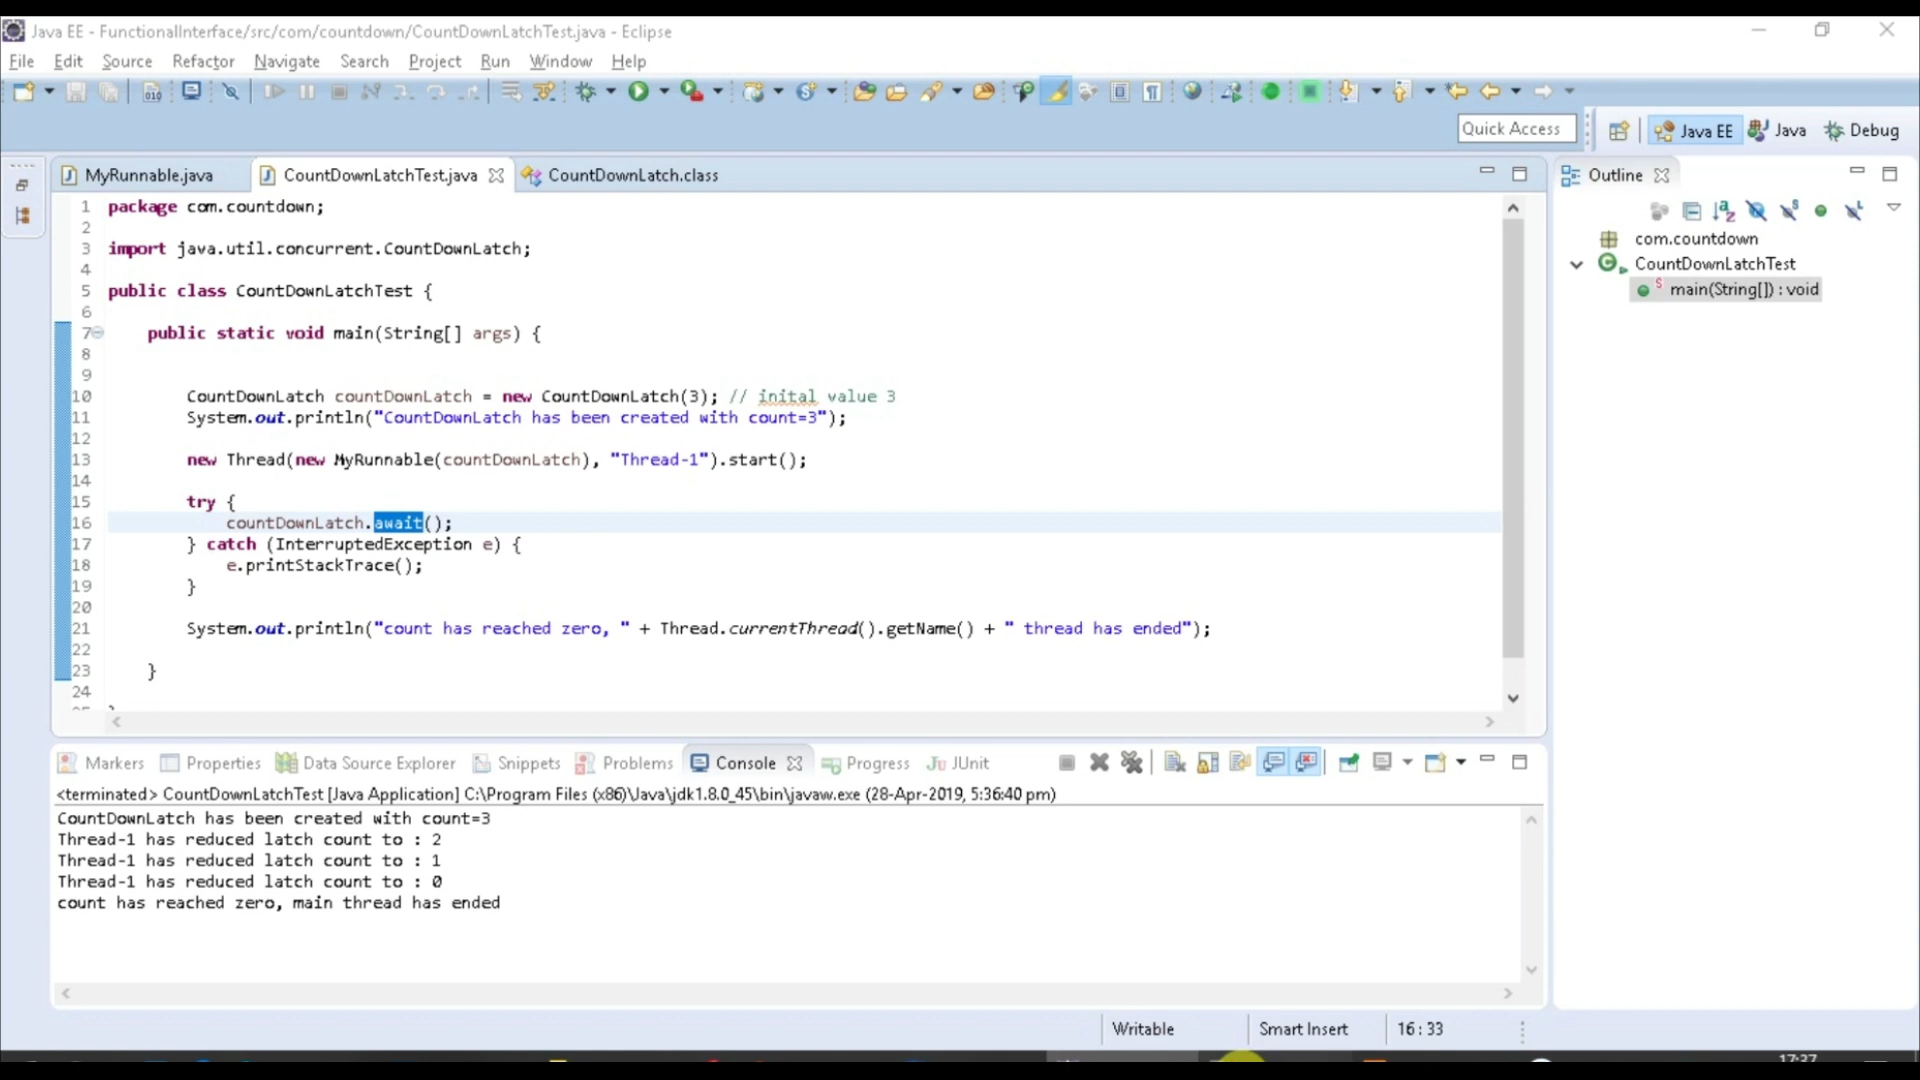 Java EE - FunctionalInterface/src/com/countdown/CountDownLatchTest.java - Eclipse
File Edit Source Refactor Navigate Search Project Run Window Help
Quick Access Java EE Java Debug
MyRunnable.java CountDownLatchTest.java CountDownLatch.class Outline
1 package com.countdown;
2
3 import java.util.concurrent.CountDownLatch;
4
5 public class CountDownLatchTest {
6
7 public static void main(String[] args) {
8
9
10 CountDownLatch countDownLatch = new CountDownLatch(3); // inital value 3
11 System.out.println("CountDownLatch has been created with count=3");
12
13 new Thread(new MyRunnable(countDownLatch), "Thread-1").start();
14
15 try {
16 countDownLatch.await();
17 } catch (InterruptedException e) {
18 e.printStackTrace();
19 }
20
21 System.out.println("count has reached zero, " + Thread.currentThread().getName() + " thread has ended");
22
23 }
24
com.countdown
CountDownLatchTest
main(String[]) : void
Markers Properties Data Source Explorer Snippets Problems Console Progress JUnit
<terminated> CountDownLatchTest [Java Application] C:\Program Files (x86)\Java\jdk1.8.0_45\bin\javaw.exe (28-Apr-2019, 5:36:40 pm)
CountDownLatch has been created with count=3
Thread-1 has reduced latch count to : 2
Thread-1 has reduced latch count to : 1
Thread-1 has reduced latch count to : 0
count has reached zero, main thread has ended
Writable Smart Insert 16 : 33
17:37